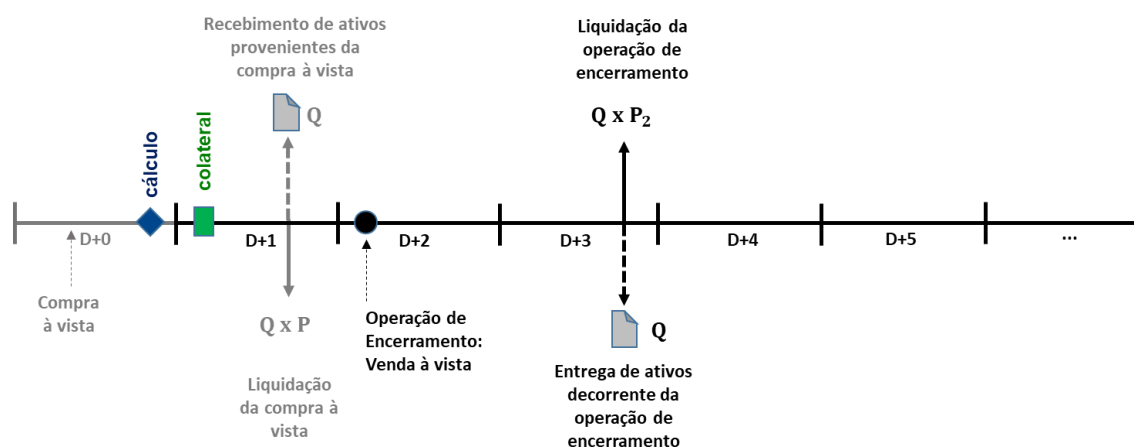 Recebimento de ativos
provenientes da
compra à vista
Q
Liquidação da
operação de
encerramento
Q x P₂
cálculo
colateral
D+0
D+1
D+2
D+3
D+4
D+5
...
Compra
à vista
Q x P
Liquidação
da compra à
vista
Operação de
Encerramento:
Venda à vista
Q
Entrega de ativos
decorrente da
operação de
encerramento